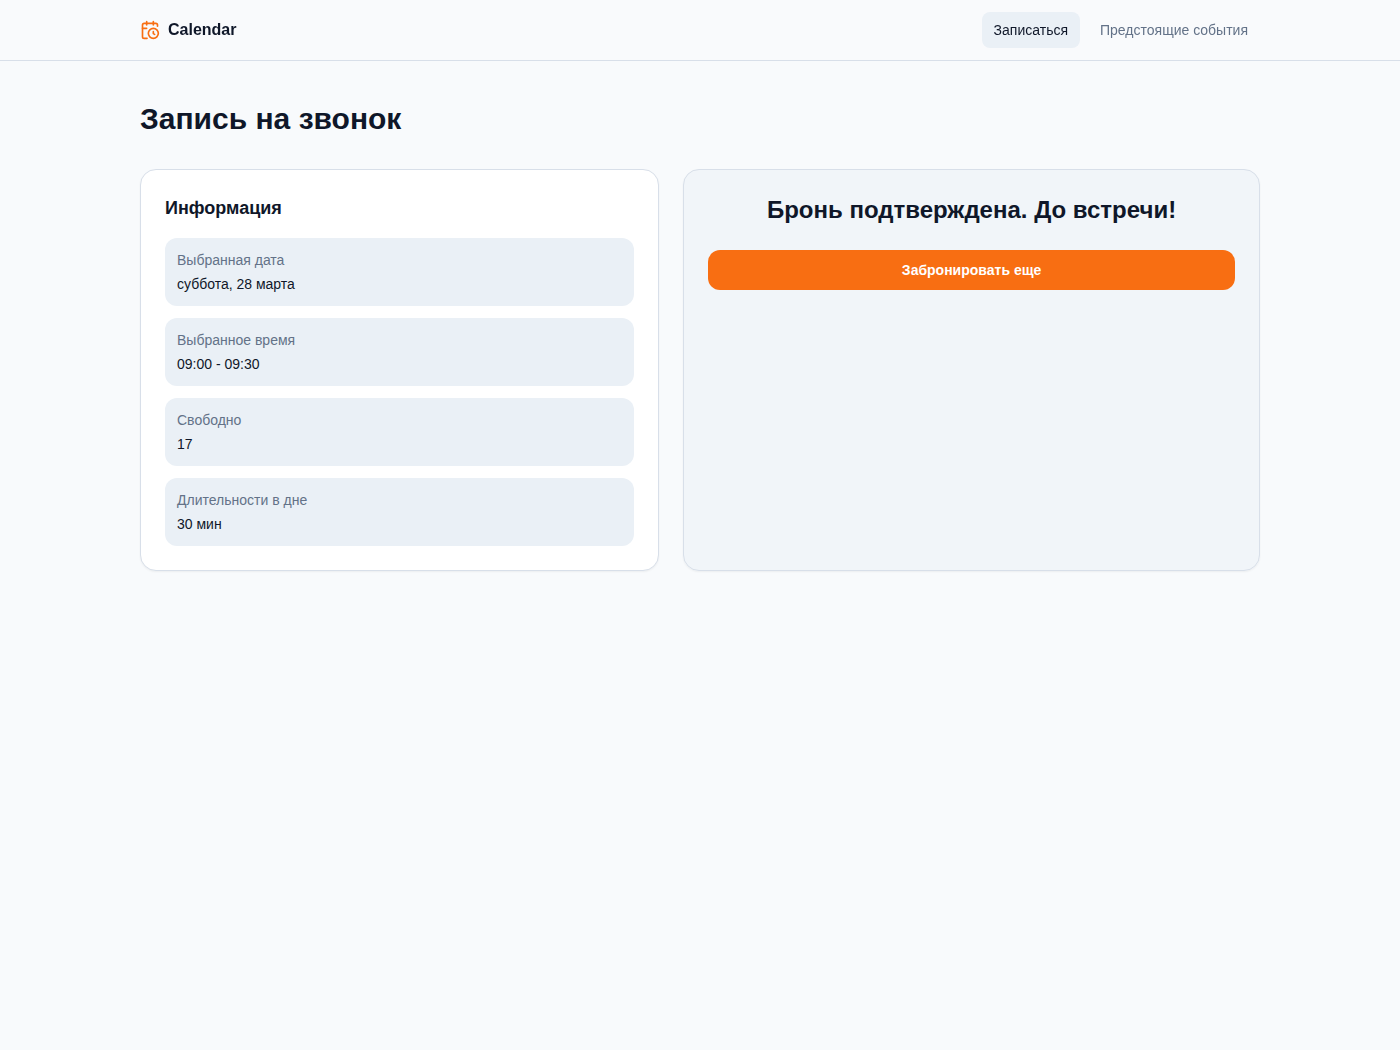 Calendar
Записаться
Предстоящие события
Запись на звонок
Информация
Выбранная дата
суббота, 28 марта
Выбранное время
09:00 - 09:30
Свободно
17
Длительности в дне
30 мин
Бронь подтверждена. До встречи!
Забронировать еще